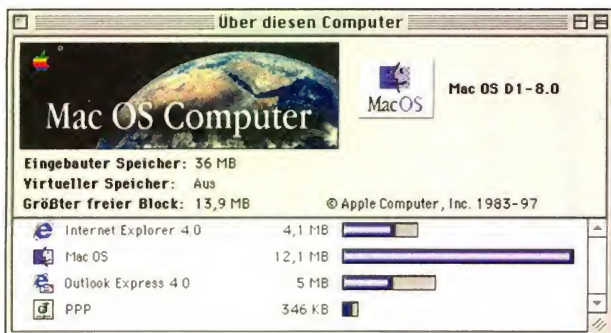 Über diesen Computer
Mac OS Computer
MacOS
Mac OS D1-8.0
Eingebauter Speicher: 36 MB
Virtueller Speicher: Aus
Größter freier Block: 13,9 MB
© Apple Computer, Inc. 1983-97
Internet Explorer 4.0 4,1 MB
Mac OS 12,1 MB
Outlook Express 4.0 5 MB
PPP 346 KB